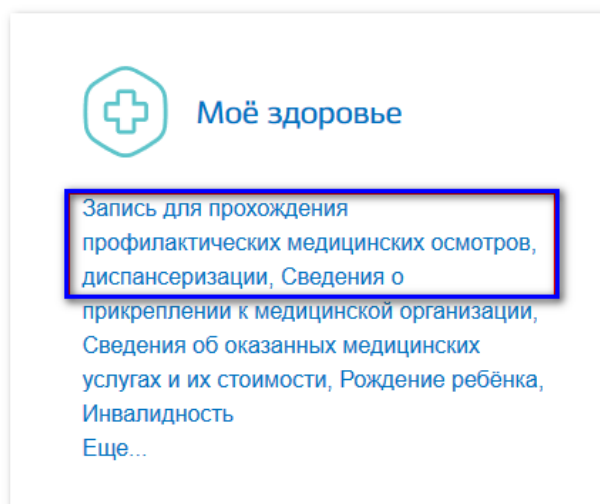 Моё здоровье
Запись для прохождения
профилактических медицинских осмотров,
диспансеризации, Сведения о
прикреплении к медицинской организации,
Сведения об оказанных медицинских
услугах и их стоимости, Рождение ребёнка,
Инвалидность
Еще...